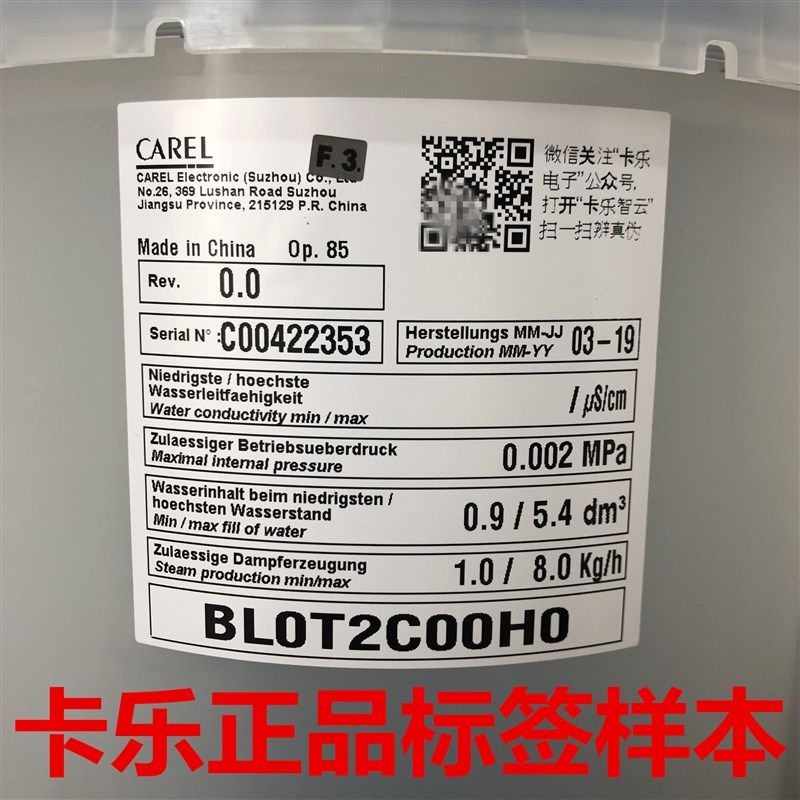 CAREL
F.3.
CAREL Electronic (Suzhou) Co., Ltd
No.26, 369 Lushan Road Suzhou
Jiangsu Province, 215129 P.R. China
微信关注“卡乐
电子”公众号,
打开“卡乐智云”
扫一扫辨真伪
Made in China Op. 85
Rev. 0.0
Serial N° : C00422353
Herstellungs MM-JJ
Production MM-YY 03-19
Niedrigste / hoechste
Wasserleitfaehigkeit
Water conductivity min / max
/ µS/cm
Zulaessiger Betriebsueberdruck
Maximal internal pressure
0.002 MPa
Wasserinhalt beim niedrigsten /
hoechsten Wasserstand
Min / max fill of water
0.9 / 5.4 dm³
Zulaessige Dampferzeugung
Steam production min/max
1.0 / 8.0 Kg/h
BL0T2C00H0
卡乐正品标签样本